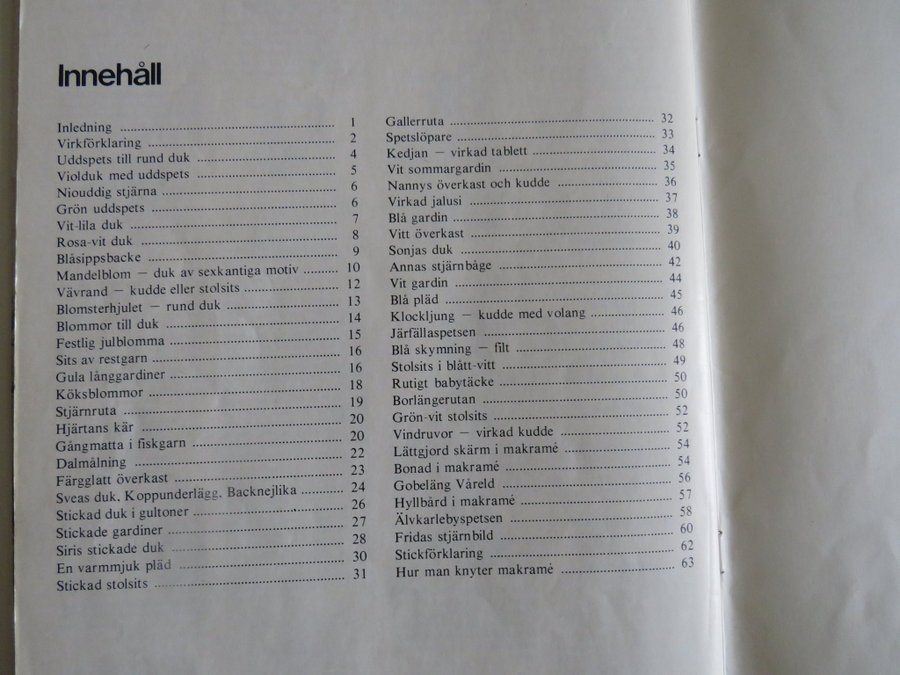 Innehåll
Inledning 1
Virkförklaring 2
Uddspets till rund duk 4
Violduk med uddspets 5
Niouddig stjärna 6
Grön uddspets 6
Vit-lila duk 7
Rosa-vit duk 8
Blåsippsbacke 9
Mandelblom – duk av sexkantiga motiv 10
Vävrand – kudde eller stolsits 12
Blomsterhjulet – rund duk 13
Blommor till duk 14
Festlig julblomma 15
Sits av restgarn 16
Gula långgardiner 16
Köksblommor 18
Stjärnruta 19
Hjärtans kär 20
Gångmatta i fiskgarn 20
Dalmålning 22
Färgglatt överkast 23
Sveas duk, Koppunderlägg, Backnejlika 24
Stickad duk i gultoner 26
Stickade gardiner 27
Siris stickade duk 28
En varmmjuk pläd 30
Stickad stolsits 31
Gallerruta 32
Spetslöpare 33
Kedjan – virkad tablett 34
Vit sommargardin 35
Nannys överkast och kudde 36
Virkad jalusi 37
Blå gardin 38
Vitt överkast 39
Sonjas duk 40
Annas stjärnbåge 42
Vit gardin 44
Blå pläd 45
Klockljung – kudde med volang 46
Järfällaspetsen 46
Blå skymning – filt 48
Stolsits i blått-vitt 49
Rutigt babytäcke 50
Borlängerutan 50
Grön-vit stolsits 52
Vindruvor – virkad kudde 52
Lättgjord skärm i makramé 54
Bonad i makramé 54
Gobeläng Våreld 56
Hyllbård i makramé 57
Älvkarlebyspetsen 58
Fridas stjärnbild 60
Stickförklaring 62
Hur man knyter makramé 63